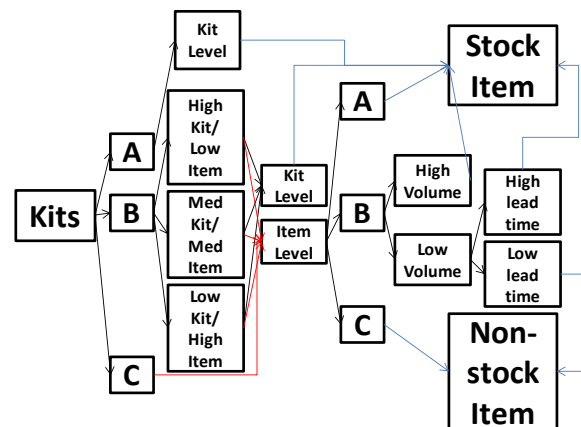 Kits
A
B
C
Kit
Level
High
Kit/
Low
Item
Med
Kit/
Med
Item
Low
Kit/
High
Item
Kit
Level
Item
Level
A
B
C
High
Volume
Low
Volume
High
lead
time
Low
lead
time
Stock
Item
Non-
stock
Item